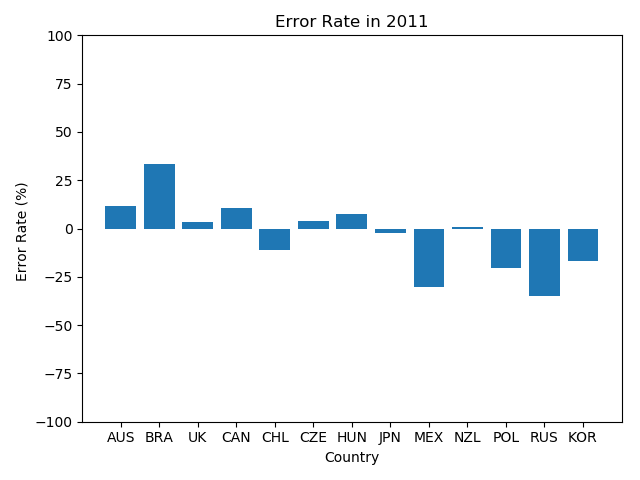 Error Rate in 2011
100
75
50
25
0
−25
−50
−75
−100
Error Rate (%)
AUS BRA UK CAN CHL CZE HUN JPN MEX NZL POL RUS KOR
Country